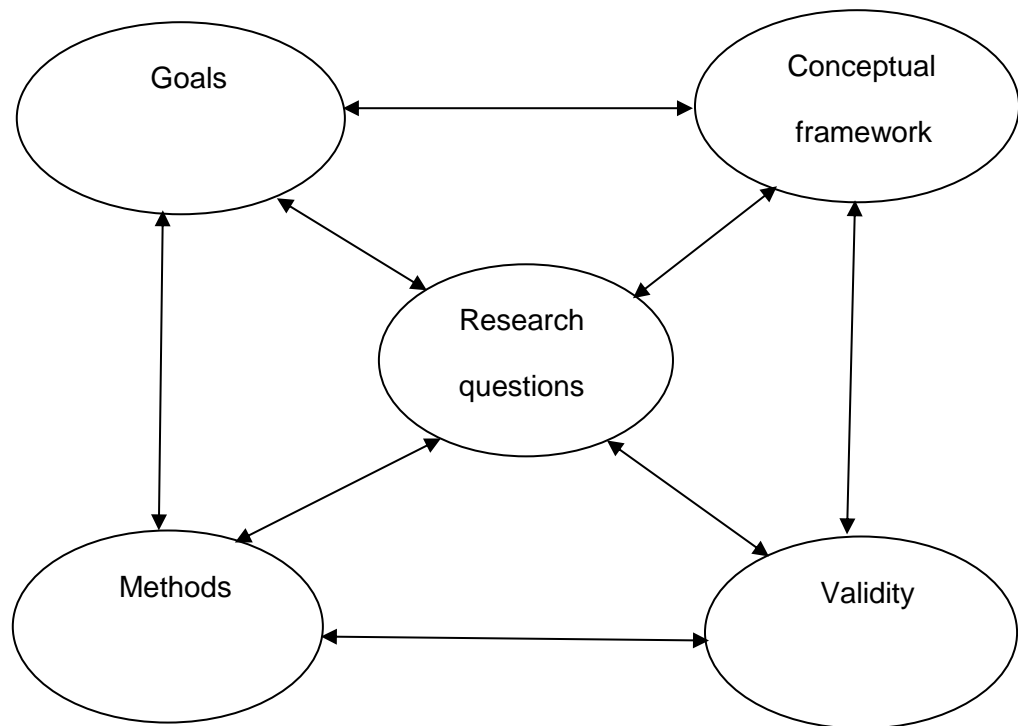 Goals
Conceptual
framework
Research
questions
Methods
Validity